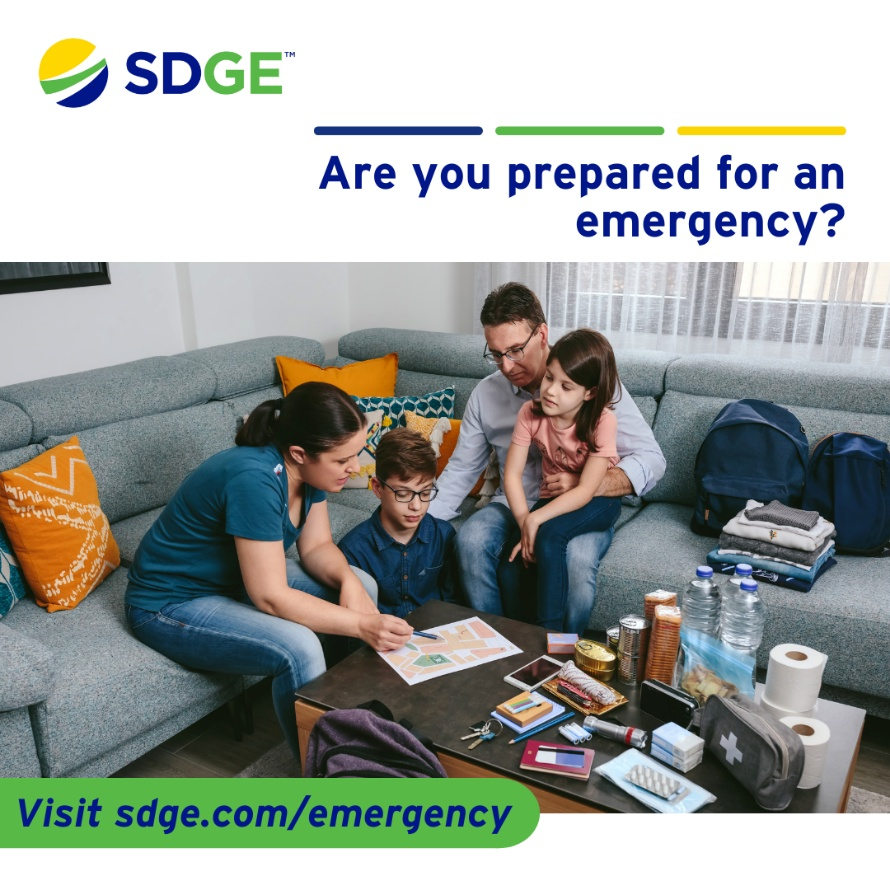 SDGE™
Are you prepared for an
emergency?
Visit sdge.com/emergency